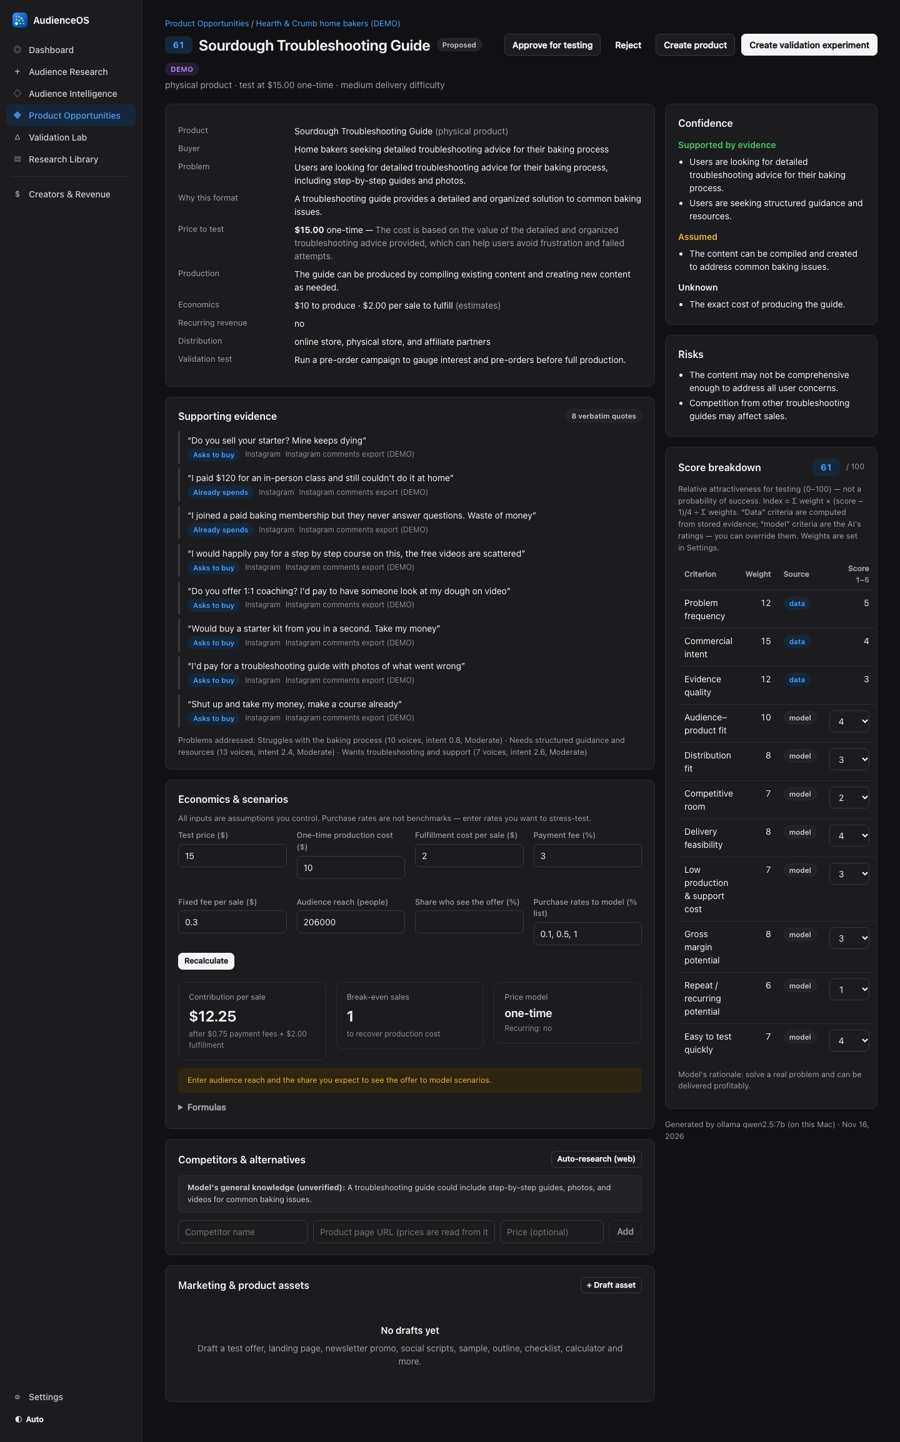 AudienceOS
Dashboard
Audience Research
Audience Intelligence
Product Opportunities
Validation Lab
Research Library
Creators & Revenue
Settings
Auto
Product Opportunities / Hearth & Crumb home bakers (DEMO)
61 Sourdough Troubleshooting Guide Proposed
Approve for testing Reject Create product Create validation experiment
DEMO
physical product · test at $15.00 one-time · medium delivery difficulty
Product Sourdough Troubleshooting Guide (physical product)
Buyer Home bakers seeking detailed troubleshooting advice for their baking process
Problem Users are looking for detailed troubleshooting advice for their baking process,
including step-by-step guides and photos.
Why this format A troubleshooting guide provides a detailed and organized solution to common baking
issues.
Price to test $15.00 one-time — The cost is based on the value of the detailed and organized
troubleshooting advice provided, which can help users avoid frustration and failed
attempts.
Production The guide can be produced by compiling existing content and creating new content
as needed.
Economics $10 to produce · $2.00 per sale to fulfill (estimates)
Recurring revenue no
Distribution online store, physical store, and affiliate partners
Validation test Run a pre-order campaign to gauge interest and pre-orders before full production.
Supporting evidence 8 verbatim quotes
"Do you sell your starter? Mine keeps dying"
Asks to buy Instagram Instagram comments export (DEMO)
"I paid $120 for an in-person class and still couldn't do it at home"
Already spends Instagram Instagram comments export (DEMO)
"I joined a paid baking membership but they never answer questions. Waste of money"
Already spends Instagram Instagram comments export (DEMO)
"I would happily pay for a step by step course on this, the free videos are scattered"
Asks to buy Instagram Instagram comments export (DEMO)
"Do you offer 1:1 coaching? I'd pay to have someone look at my dough on video"
Asks to buy Instagram Instagram comments export (DEMO)
"Would buy a starter kit from you in a second. Take my money"
Asks to buy Instagram Instagram comments export (DEMO)
"I'd pay for a troubleshooting guide with photos of what went wrong"
Asks to buy Instagram Instagram comments export (DEMO)
"Shut up and take my money, make a course already"
Asks to buy Instagram Instagram comments export (DEMO)
Problems addressed: Struggles with the baking process (10 voices, intent 0.8, Moderate) · Needs structured guidance and
resources (13 voices, intent 2.4, Moderate) · Wants troubleshooting and support (7 voices, intent 2.6, Moderate)
Economics & scenarios
All inputs are assumptions you control. Purchase rates are not benchmarks — enter rates you want to stress-test.
Test price ($) One-time production cost ($) Fulfillment cost per sale ($) Payment fee (%)
15 10 2 3
Fixed fee per sale ($) Audience reach (people) Share who see the offer (%) Purchase rates to model (% list)
0.3 206000 0.1, 0.5, 1
Recalculate
Contribution per sale
$12.25
after $0.75 payment fees + $2.00
fulfillment
Break-even sales
1
to recover production cost
Price model
one-time
Recurring: no
Enter audience reach and the share you expect to see the offer to model scenarios.
Formulas
Competitors & alternatives Auto-research (web)
Model's general knowledge (unverified): A troubleshooting guide could include step-by-step guides, photos, and
videos for common baking issues.
Competitor name Product page URL (prices are read from it Price (optional) Add
Marketing & product assets + Draft asset
No drafts yet
Draft a test offer, landing page, newsletter promo, social scripts, sample, outline, checklist, calculator and
more.
Confidence
Supported by evidence
Users are looking for detailed
troubleshooting advice for their baking
process.
Users are seeking structured guidance and
resources.
Assumed
The content can be compiled and created
to address common baking issues.
Unknown
The exact cost of producing the guide.
Risks
The content may not be comprehensive
enough to address all user concerns.
Competition from other troubleshooting
guides may affect sales.
Score breakdown 61 / 100
Relative attractiveness for testing (0–100) — not a
probability of success. Index = Σ weight × (score −
1)/4 ÷ Σ weights. "Data" criteria are computed
from stored evidence; "model" criteria are the AI's
ratings — you can override them. Weights are set
in Settings.
Criterion Weight Source Score 1–5
Problem frequency 12 data 5
Commercial intent 15 data 4
Evidence quality 12 data 3
Audience–product fit 10 model 4
Distribution fit 8 model 3
Competitive room 7 model 2
Delivery feasibility 8 model 4
Low production & support cost 7 model 3
Gross margin potential 8 model 3
Repeat / recurring potential 6 model 1
Easy to test quickly 7 model 4
Model's rationale: solve a real problem and can be
delivered profitably.
Generated by ollama qwen2.5:7b (on this Mac) · Nov 16,
2026